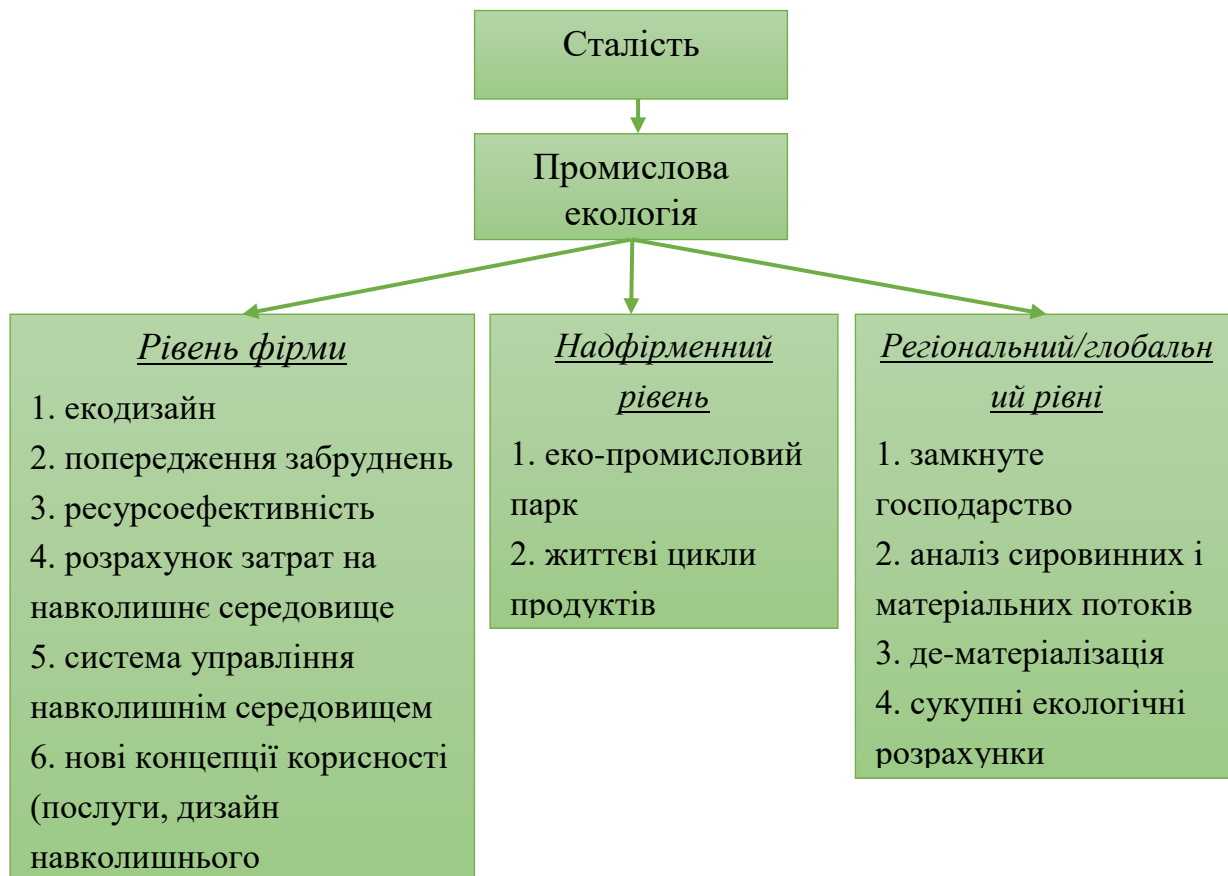 Сталість
Промислова
екологія
Рівень фірми
1. екодизайн
2. попередження забруднень
3. ресурсоефективність
4. розрахунок затрат на
навколишнє середовище
5. система управління
навколишнім середовищем
6. нові концепції корисності
(послуги, дизайн
навколишнього
Надфірменний
рівень
1. еко-промисловий
парк
2. життєві цикли
продуктів
Регіональний/глобальн
ий рівні
1. замкнуте
господарство
2. аналіз сировинних і
матеріальних потоків
3. де-матеріалізація
4. сукупні екологічні
розрахунки